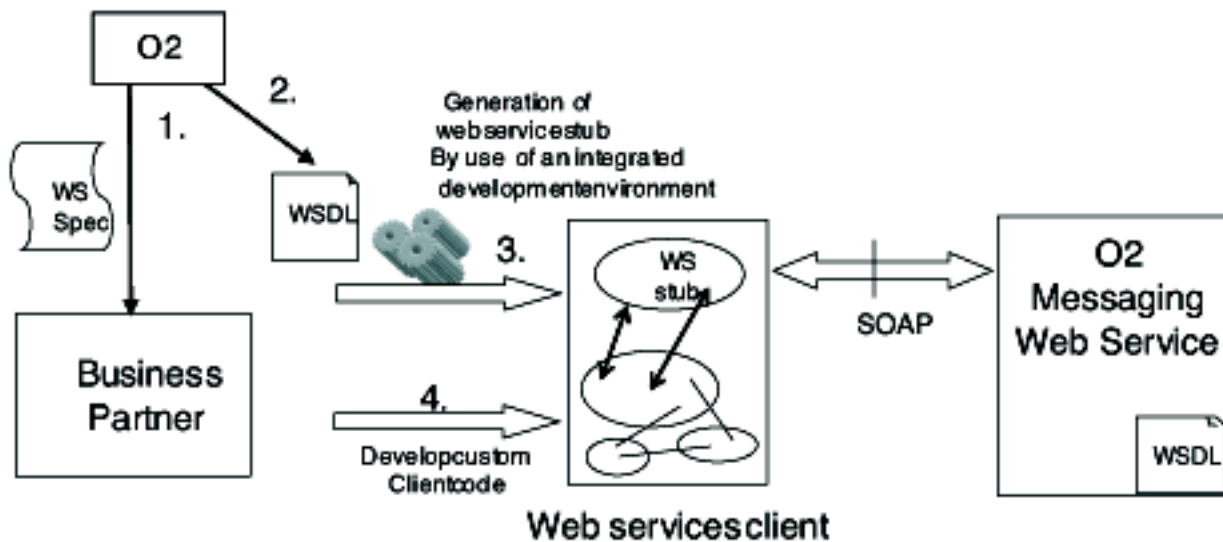 O2
1.
2.
WS
Spec
WSDL
Generation of
webservicestub
By use of an integrated
developmentenvironment
3.
WS
stub
SOAP
O2
Messaging
Web Service
WSDL
Business
Partner
4.
Developcustom
Clientcode
Web servicesclient